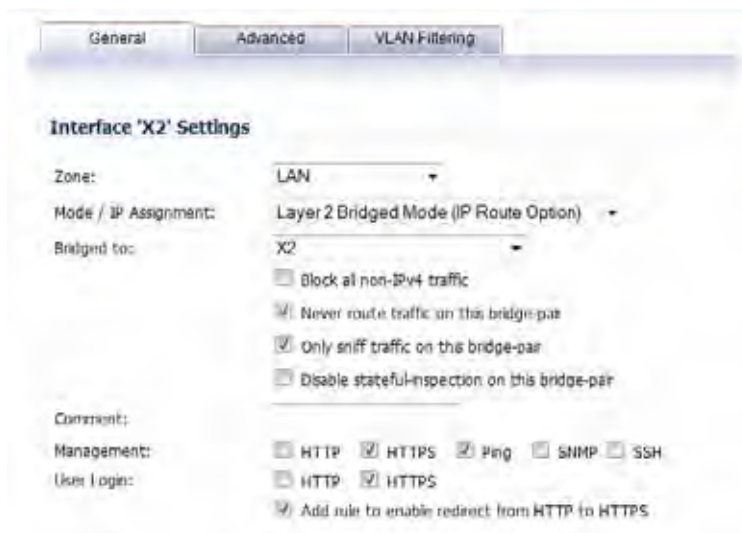 General Advanced VLAN Filtering
Interface 'X2' Settings
Zone: LAN
Mode / IP Assignment: Layer 2 Bridged Mode (IP Route Option)
Bridged to: X2
Block all non-IPv4 traffic
Never route traffic on this bridge-pair
Only sniff traffic on this bridge-pair
Disable stateful-inspection on this bridge-pair
Comment:
Management: HTTP HTTPS Ping SNMP SSH
User Login: HTTP HTTPS
Add rule to enable redirect from HTTP to HTTPS